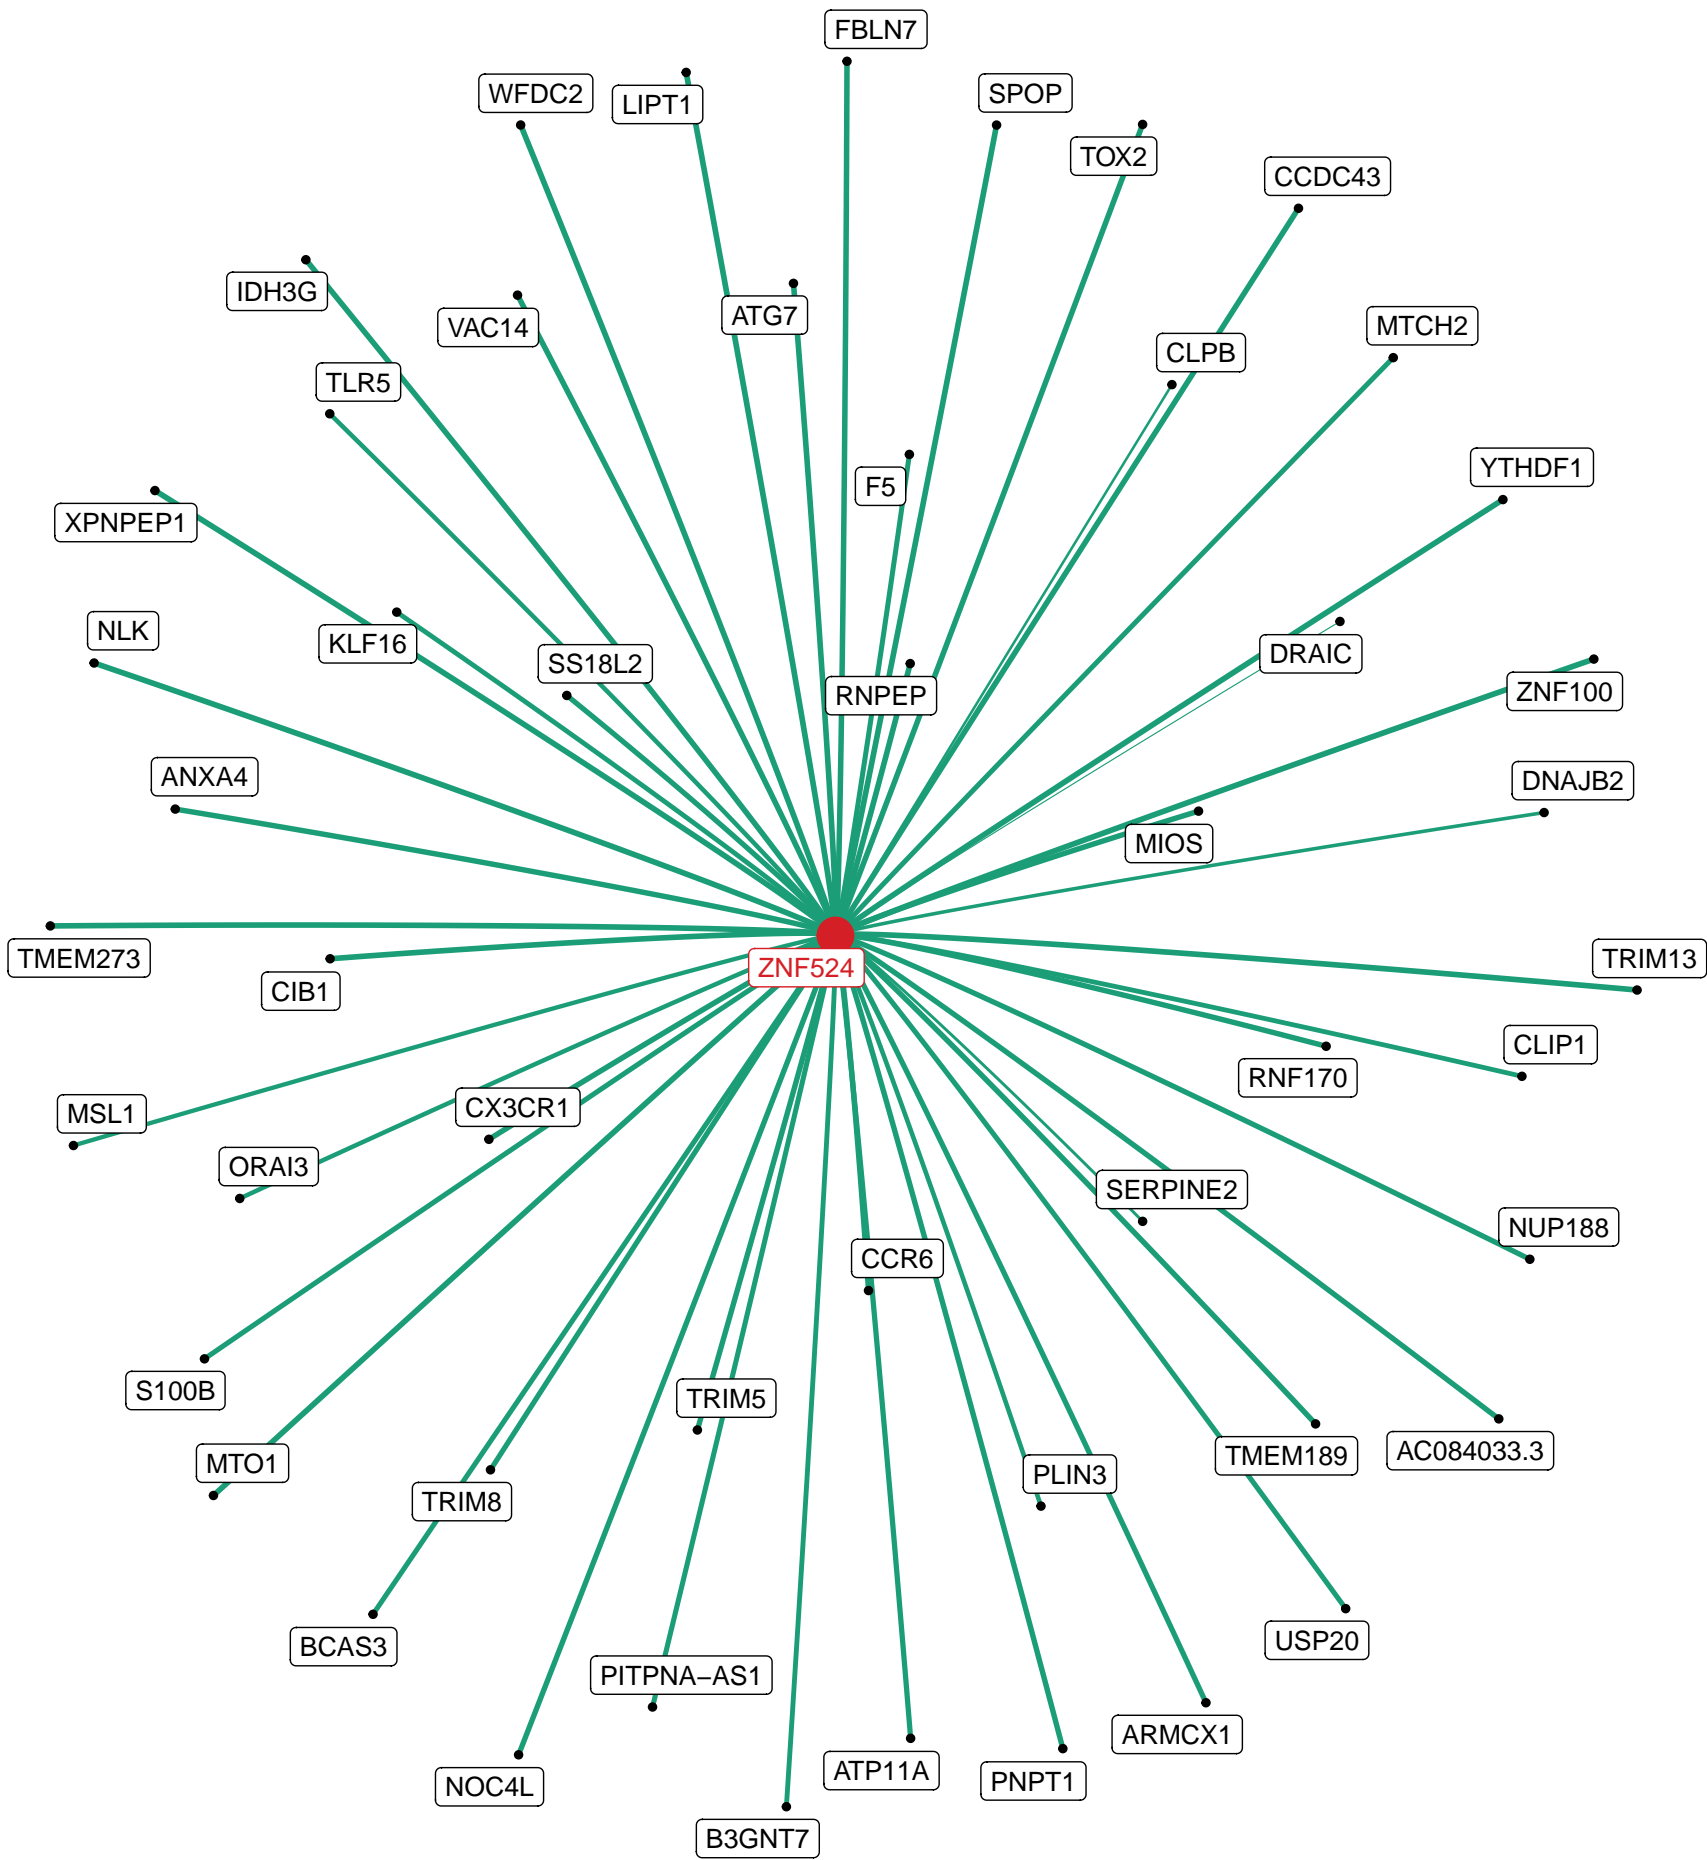 FBLN7
WFDC2
LIPT1
SPOP
TOX2
CCDC43
IDH3G
VAC14
ATG7
MTCH2
CLPB
TLR5
YTHDF1
F5
XPNPEP1
NLK
KLF16
SS18L2
DRAIC
RNPEP
ZNF100
ANXA4
DNAJB2
MIOS
TMEM273
TRIM13
ZNF524
CIB1
CLIP1
RNF170
CX3CR1
MSL1
ORAI3
SERPINE2
NUP188
CCR6
S100B
TRIM5
MTO1
PLIN3
TMEM189
AC084033.3
TRIM8
BCAS3
USP20
PITPNA−AS1
ARMCX1
ATP11A
PNPT1
NOC4L
B3GNT7